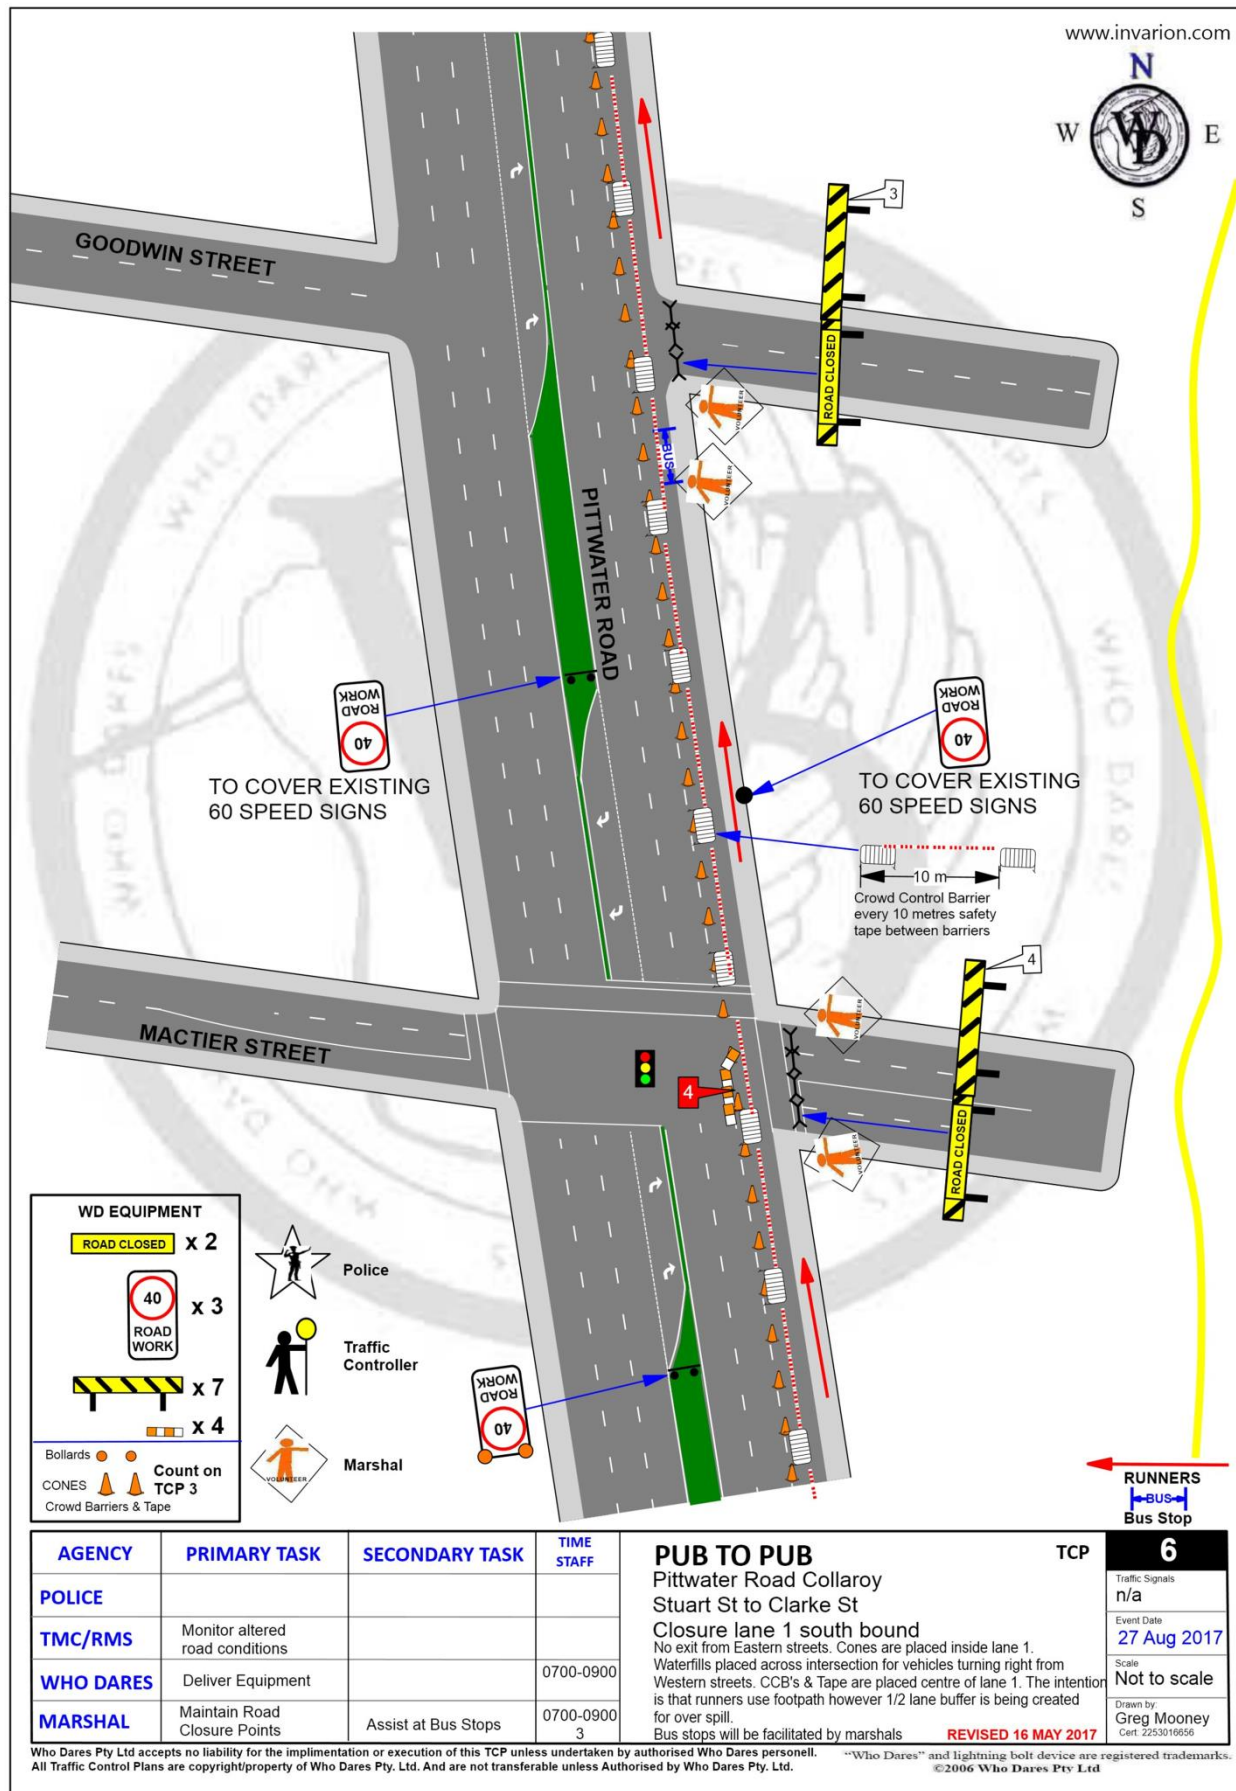 www.invarion.com
N
W
WD
E
S
3
GOODWIN STREET
ROAD CLOSED
VOLUNTEER
BUS
VOLUNTEER
PITTWATER ROAD
ROAD WORK
40
TO COVER EXISTING
60 SPEED SIGNS
ROAD WORK
40
TO COVER EXISTING
60 SPEED SIGNS
10 m
Crowd Control Barrier
every 10 metres safety
tape between barriers
4
MACTIER STREET
VOLUNTEER
4
ROAD CLOSED
VOLUNTEER
ROAD WORK
40
WD EQUIPMENT
ROAD CLOSED x 2
40
ROAD
WORK
x 3
x 7
x 4
Bollards
CONES
Count on
TCP 3
Crowd Barriers & Tape
Police
Traffic
Controller
VOLUNTEER
Marshal
RUNNERS
BUS
Bus Stop
AGENCY PRIMARY TASK SECONDARY TASK TIME
STAFF
POLICE
TMC/RMS Monitor altered
road conditions
WHO DARES Deliver Equipment 0700-0900
MARSHAL Maintain Road
Closure Points Assist at Bus Stops 0700-0900
3
PUB TO PUB TCP 6
Pittwater Road Collaroy
Stuart St to Clarke St
Closure lane 1 south bound
No exit from Eastern streets. Cones are placed inside lane 1.
Waterfills placed across intersection for vehicles turning right from
Western streets. CCB's & Tape are placed centre of lane 1. The intention
is that runners use footpath however 1/2 lane buffer is being created
for over spill.
Bus stops will be facilitated by marshals REVISED 16 MAY 2017
Traffic Signals
n/a
Event Date
27 Aug 2017
Scale
Not to scale
Drawn by:
Greg Mooney
Cert: 2253016656
Who Dares Pty Ltd accepts no liability for the implimentation or execution of this TCP unless undertaken by authorised Who Dares personell.
All Traffic Control Plans are copyright/property of Who Dares Pty. Ltd. And are not transferable unless Authorised by Who Dares Pty. Ltd.
“Who Dares” and lightning bolt device are registered trademarks.
©2006 Who Dares Pty Ltd